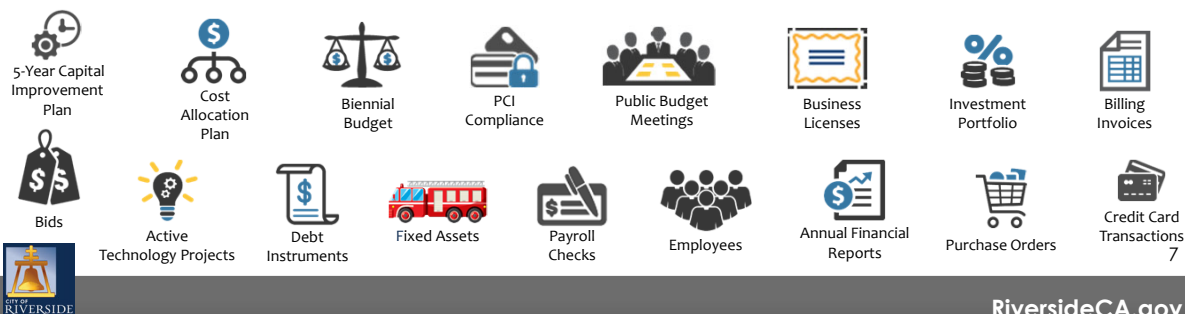 5-Year Capital
Improvement
Plan
Cost
Allocation
Plan
Biennial
Budget
PCI
Compliance
Public Budget
Meetings
Business
Licenses
Investment
Portfolio
Billing
Invoices
Bids
Active
Technology Projects
Debt
Instruments
Fixed Assets
Payroll
Checks
Employees
Annual Financial
Reports
Purchase Orders
Credit Card
Transactions
7
CITY OF
RIVERSIDE
RiversideCA.gov